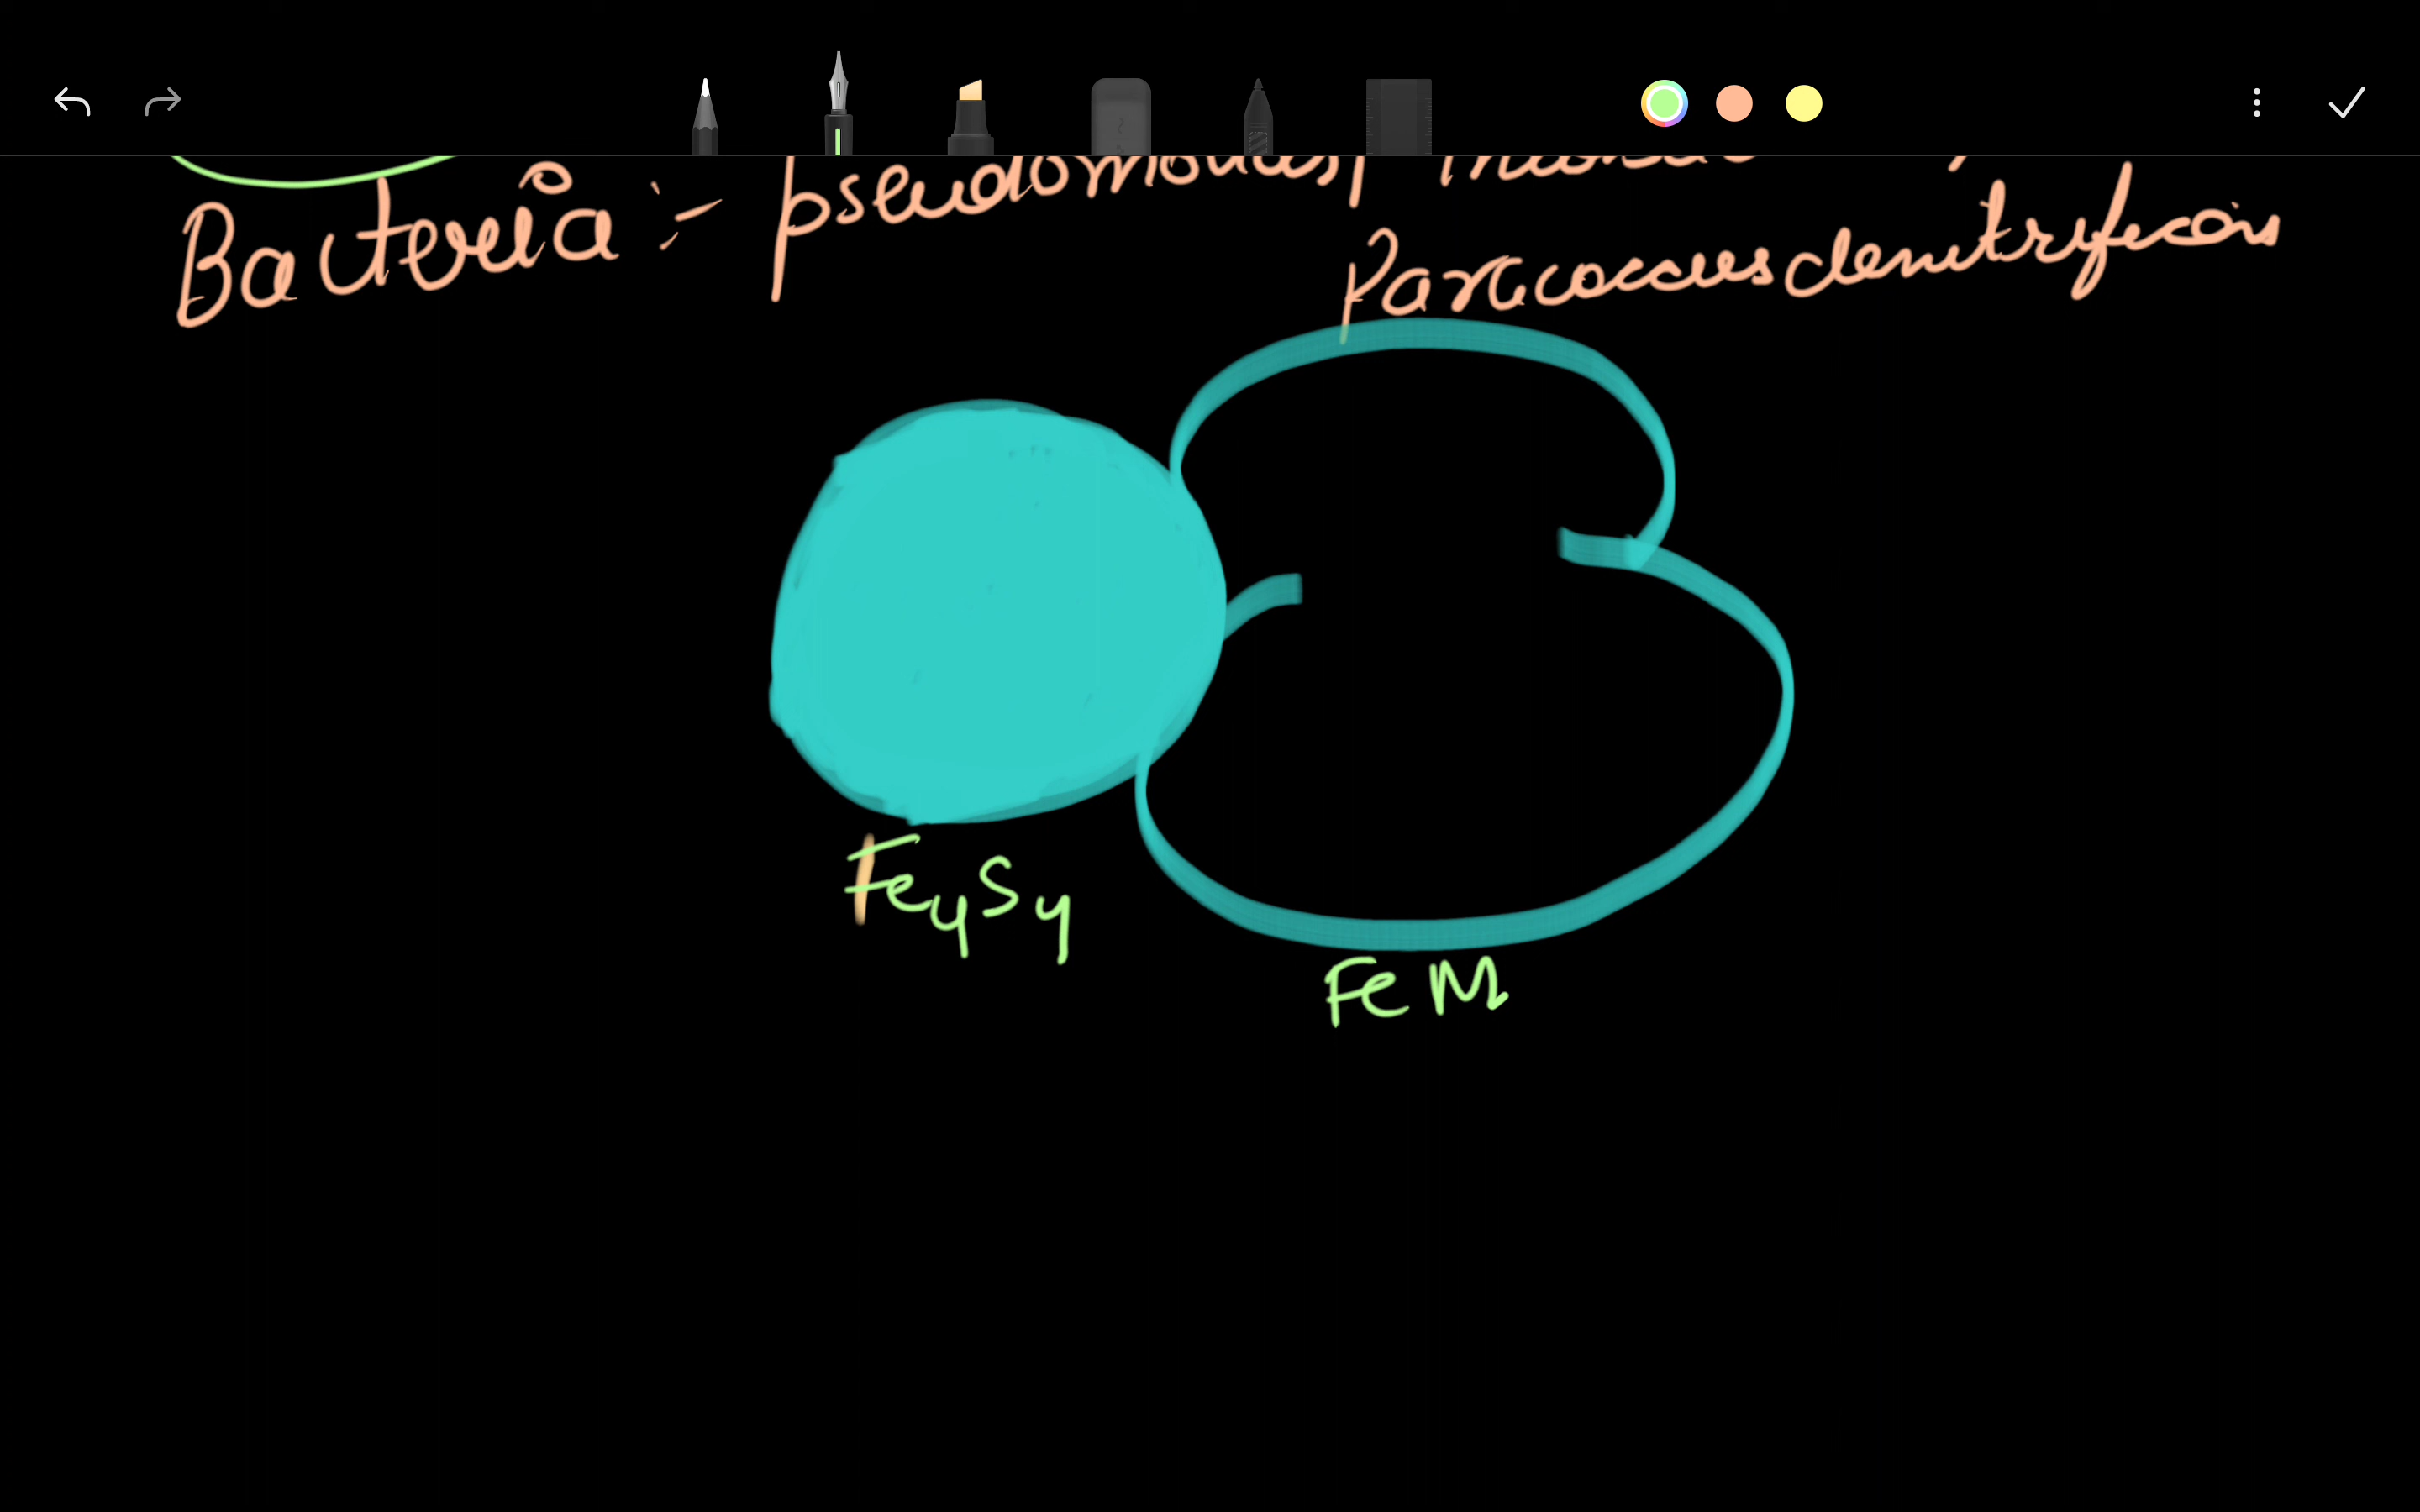 Bacteria :- pseudomonas,
Paracoccus denitrificans
Fe4S4
FeM